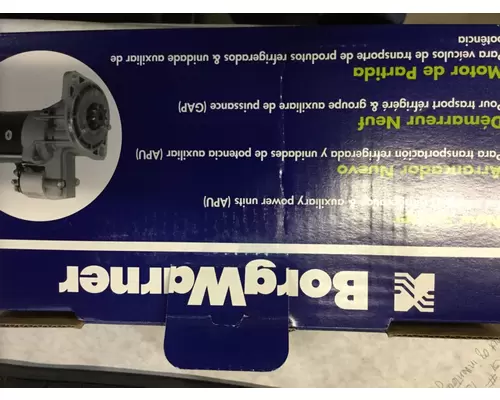 BorgWarner
& auxiliary power units (APU)
Arrancador Nuevo
Para transportación refrigerada y unidades de potencia auxiliar (APU)
Démarreur Neuf
Pour trasport réfrigéré & groupe auxiliaire de puissance (GAP)
Motor de Partida
Para veículos de transporte de produtos refrigerados & unidade auxiliar de
potência